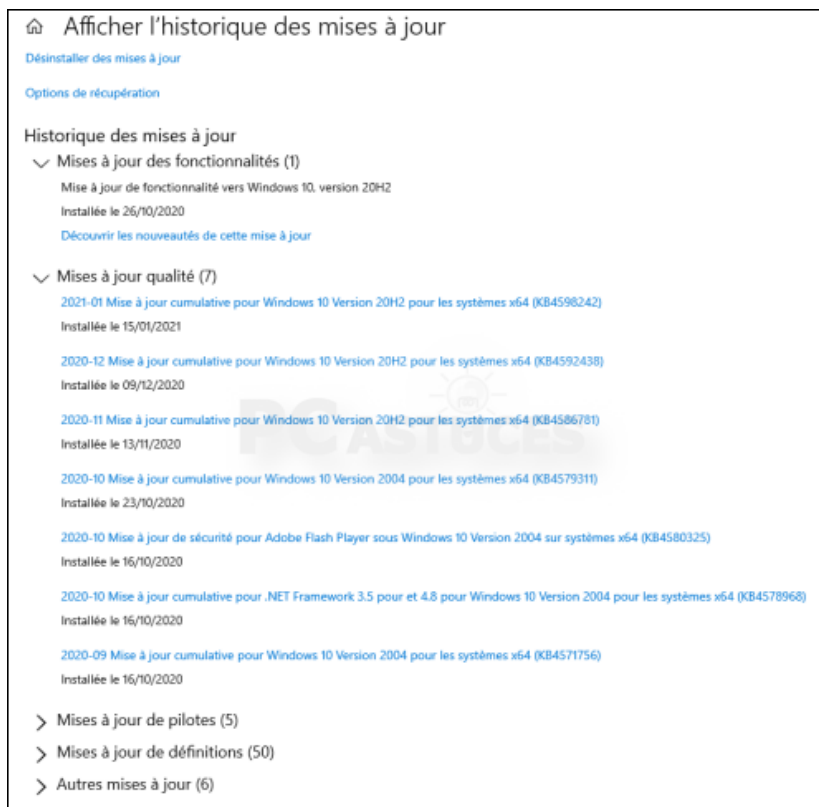 Afficher l'historique des mises à jour
Désinstaller des mises à jour
Options de récupération
Historique des mises à jour
Mises à jour des fonctionnalités (1)
Mise à jour de fonctionnalité vers Windows 10, version 20H2
Installée le 26/10/2020
Découvrir les nouveautés de cette mise à jour
Mises à jour qualité (7)
2021-01 Mise à jour cumulative pour Windows 10 Version 20H2 pour les systèmes x64 (KB4598242)
Installée le 15/01/2021
2020-12 Mise à jour cumulative pour Windows 10 Version 20H2 pour les systèmes x64 (KB4592438)
Installée le 09/12/2020
2020-11 Mise à jour cumulative pour Windows 10 Version 20H2 pour les systèmes x64 (KB4586781)
Installée le 13/11/2020
PC ASTUCES
2020-10 Mise à jour cumulative pour Windows 10 Version 2004 pour les systèmes x64 (KB4579311)
Installée le 23/10/2020
2020-10 Mise à jour de sécurité pour Adobe Flash Player sous Windows 10 Version 2004 sur systèmes x64 (KB4580325)
Installée le 16/10/2020
2020-10 Mise à jour cumulative pour .NET Framework 3.5 pour et 4.8 pour Windows 10 Version 2004 pour les systèmes x64 (KB4578968)
Installée le 16/10/2020
2020-09 Mise à jour cumulative pour Windows 10 Version 2004 pour les systèmes x64 (KB4571756)
Installée le 16/10/2020
Mises à jour de pilotes (5)
Mises à jour de définitions (50)
Autres mises à jour (6)